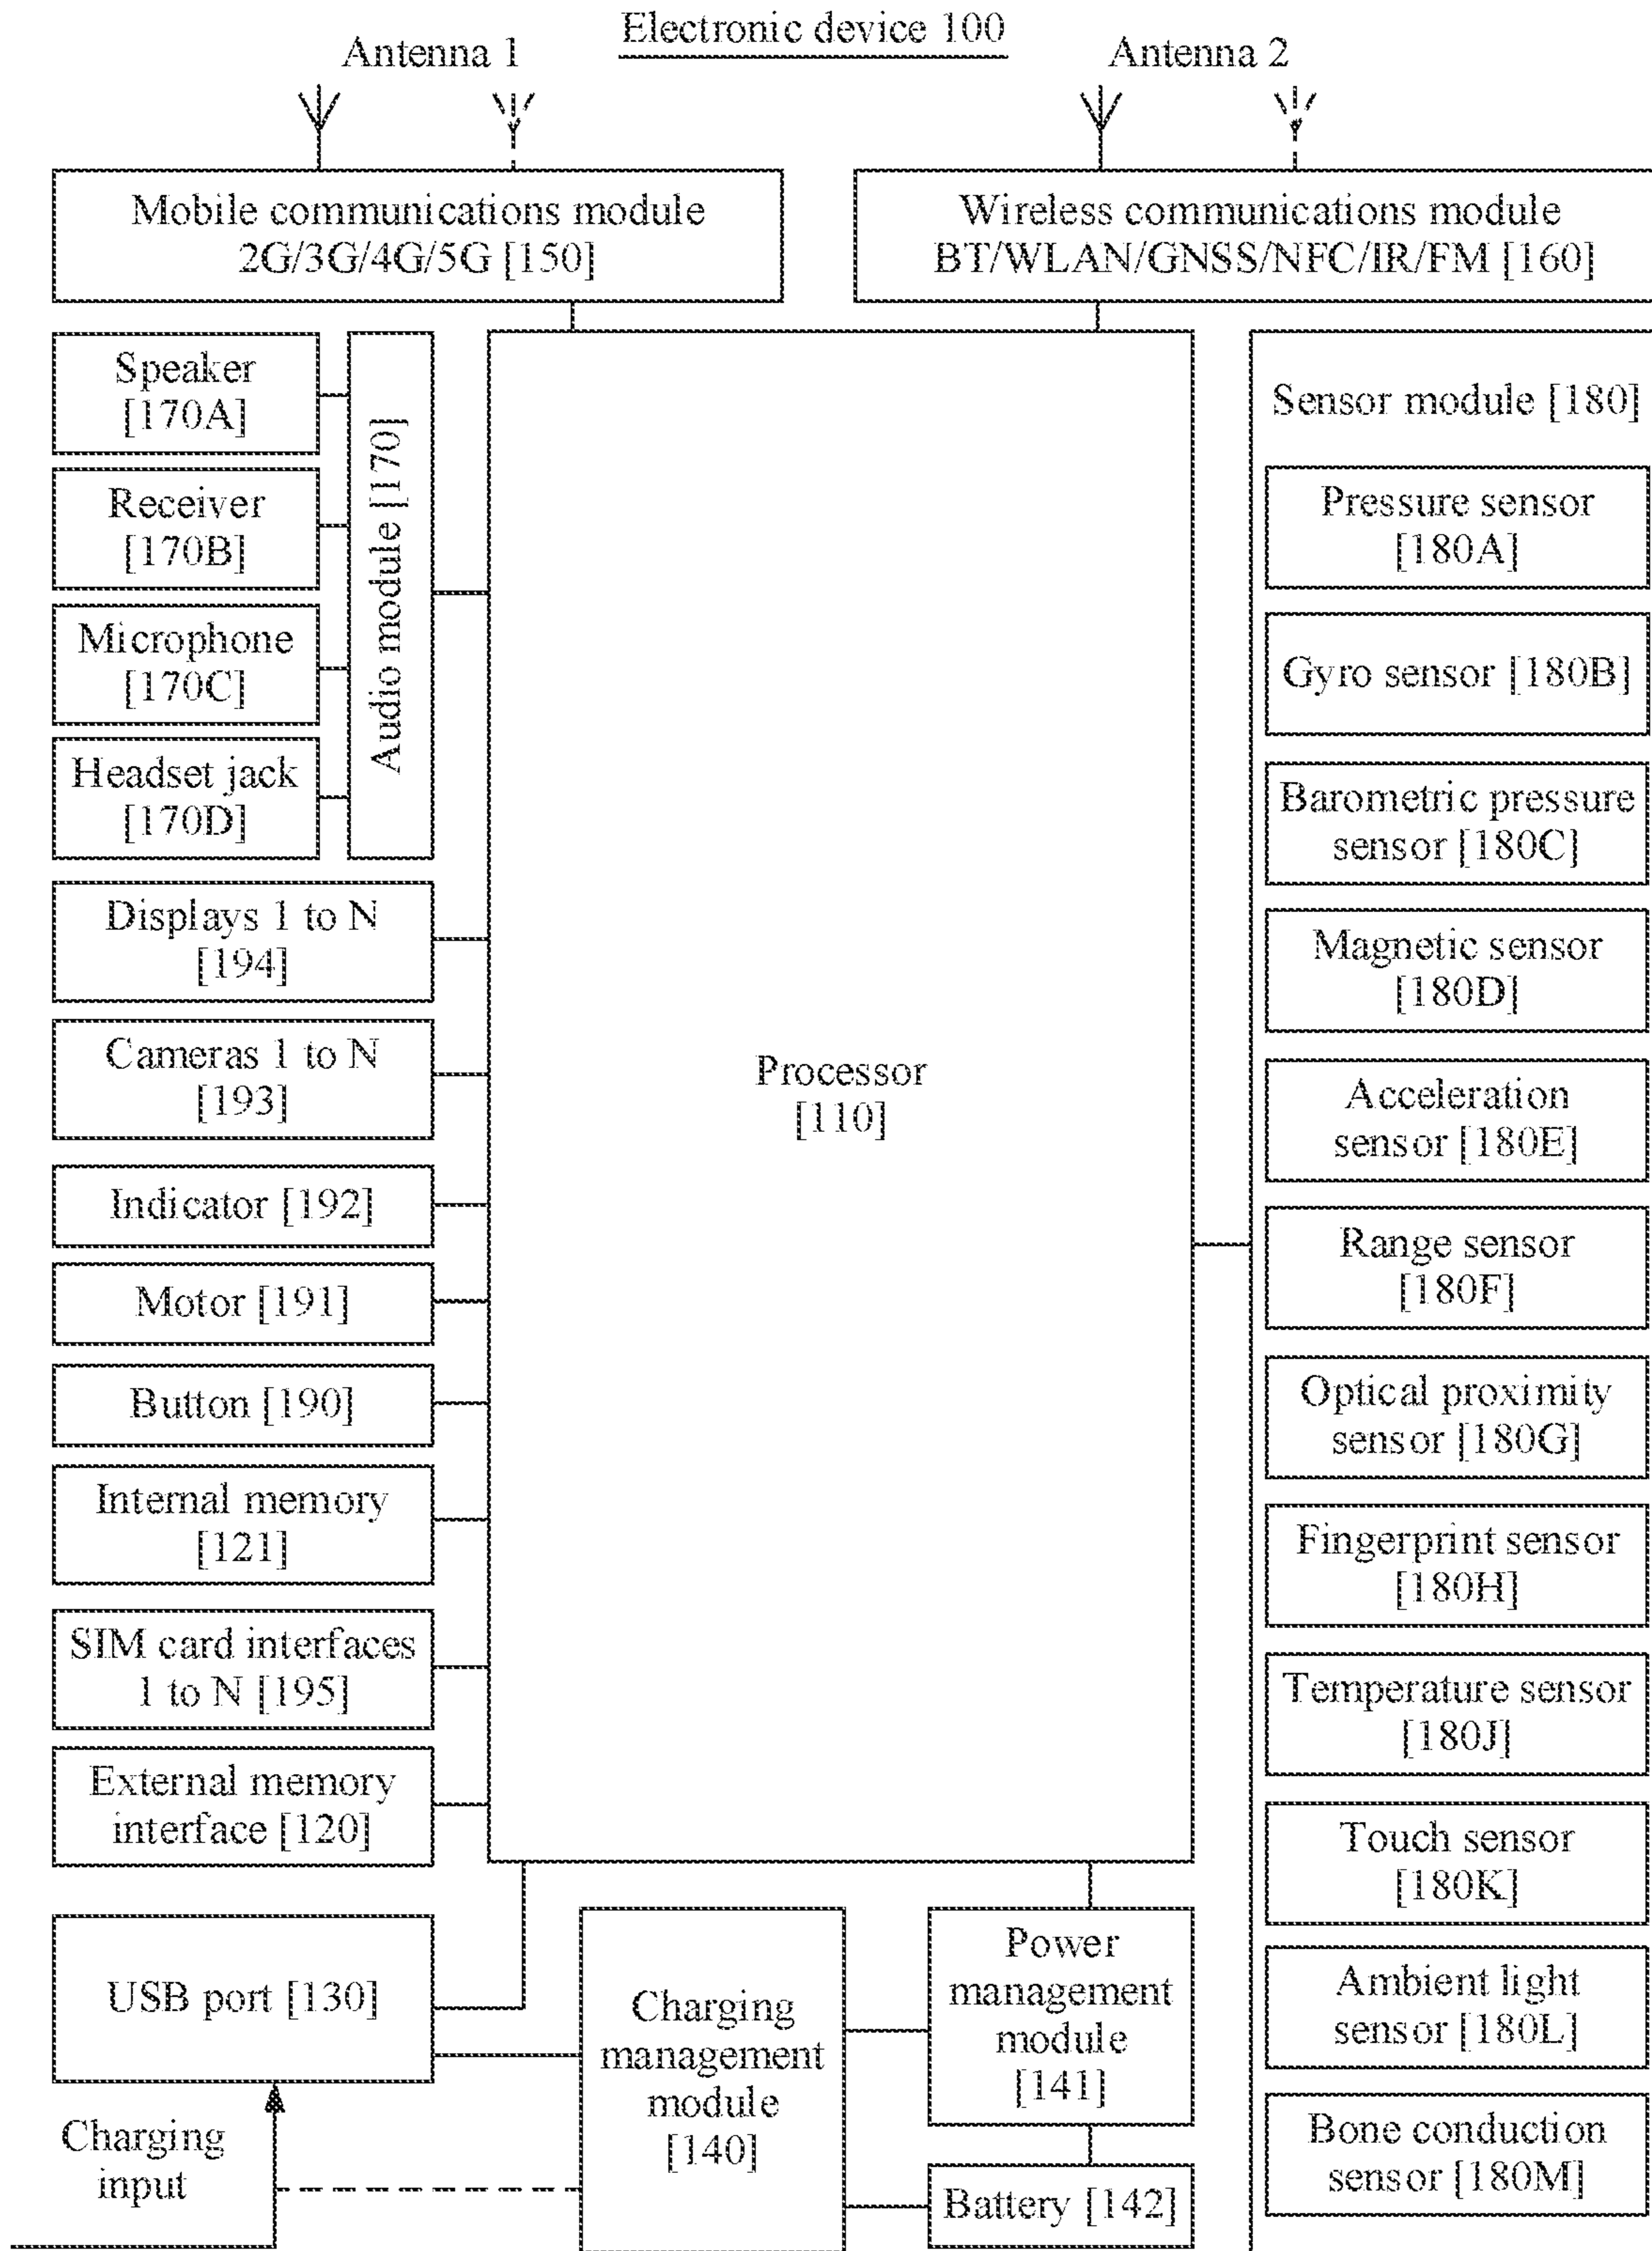 Electronic device 100
Antenna 1
Antenna 2
Mobile communications module
2G/3G/4G/5G [150]
Wireless communications module
BT/WLAN/GNSS/NFC/IR/FM [160]
Speaker
[170A]
Receiver
[170B]
Microphone
[170C]
Headset jack
[170D]
Audio module [170]
Displays 1 to N
[194]
Cameras 1 to N
[193]
Indicator [192]
Motor [191]
Button [190]
Internal memory
[121]
SIM card interfaces
1 to N [195]
External memory
interface [120]
Processor
[110]
Sensor module [180]
Pressure sensor
[180A]
Gyro sensor [180B]
Barometric pressure
sensor [180C]
Magnetic sensor
[180D]
Acceleration
sensor [180E]
Range sensor
[180F]
Optical proximity
sensor [180G]
Fingerprint sensor
[180H]
Temperature sensor
[180J]
Touch sensor
[180K]
Ambient light
sensor [180L]
Bone conduction
sensor [180M]
USB port [130]
Charging
input
Charging
management
module
[140]
Power
management
module
[141]
Battery [142]